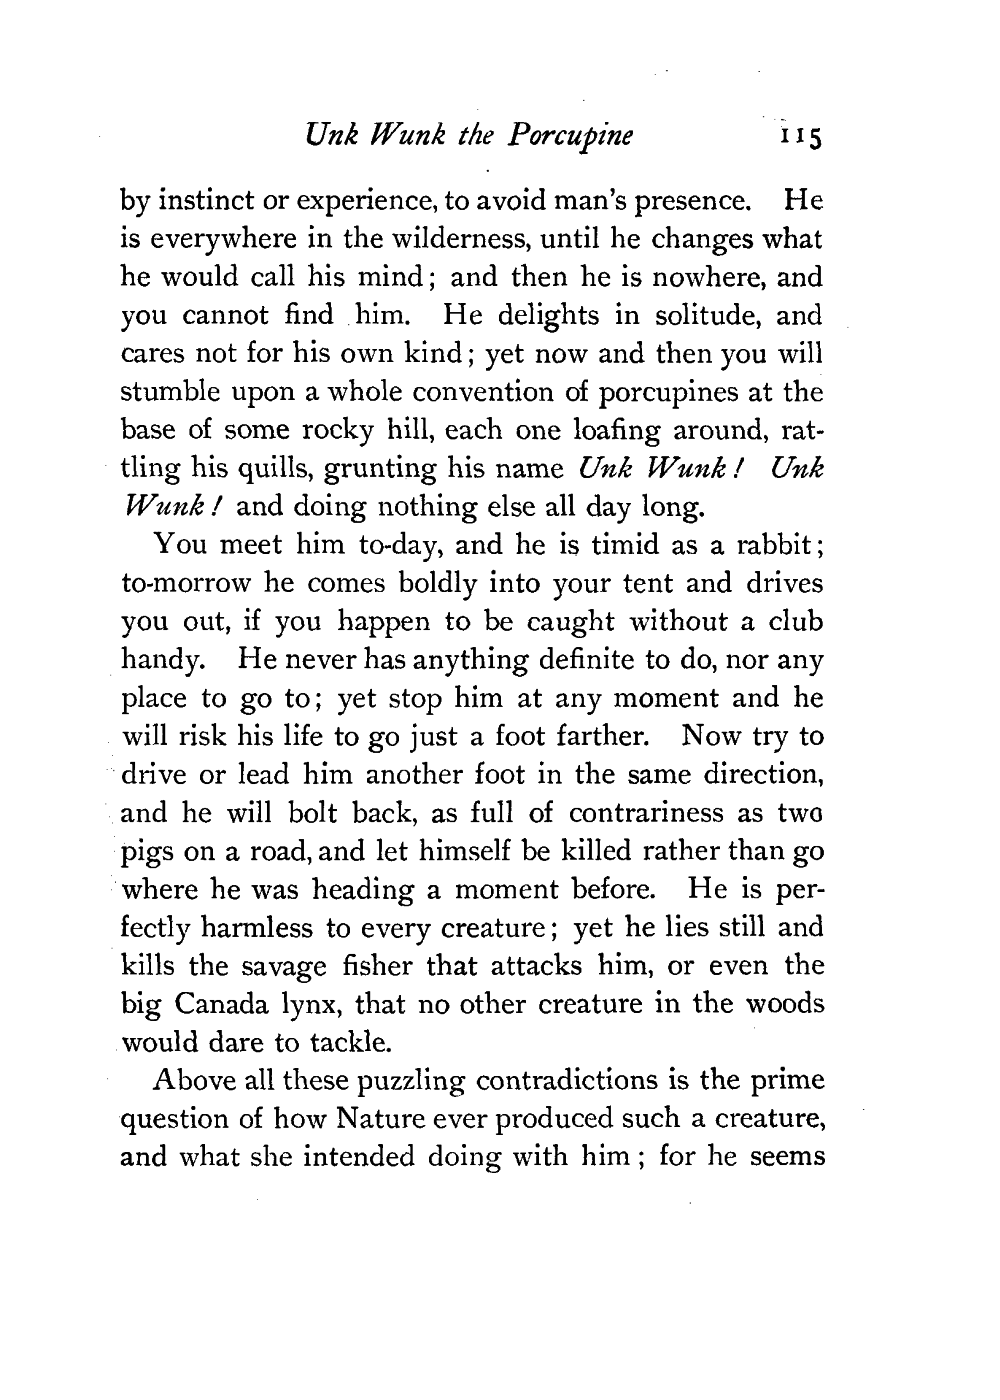 Unk Wunk the Porcupine 115
by instinct or experience, to avoid man's presence. He
is everywhere in the wilderness, until he changes what
he would call his mind; and then he is nowhere, and
you cannot find him. He delights in solitude, and
cares not for his own kind; yet now and then you will
stumble upon a whole convention of porcupines at the
base of some rocky hill, each one loafing around, rat-
tling his quills, grunting his name Unk Wunk! Unk
Wunk! and doing nothing else all day long.
You meet him to-day, and he is timid as a rabbit;
to-morrow he comes boldly into your tent and drives
you out, if you happen to be caught without a club
handy. He never has anything definite to do, nor any
place to go to; yet stop him at any moment and he
will risk his life to go just a foot farther. Now try to
drive or lead him another foot in the same direction,
and he will bolt back, as full of contrariness as two
pigs on a road, and let himself be killed rather than go
where he was heading a moment before. He is per-
fectly harmless to every creature; yet he lies still and
kills the savage fisher that attacks him, or even the
big Canada lynx, that no other creature in the woods
would dare to tackle.
Above all these puzzling contradictions is the prime
question of how Nature ever produced such a creature,
and what she intended doing with him; for he seems